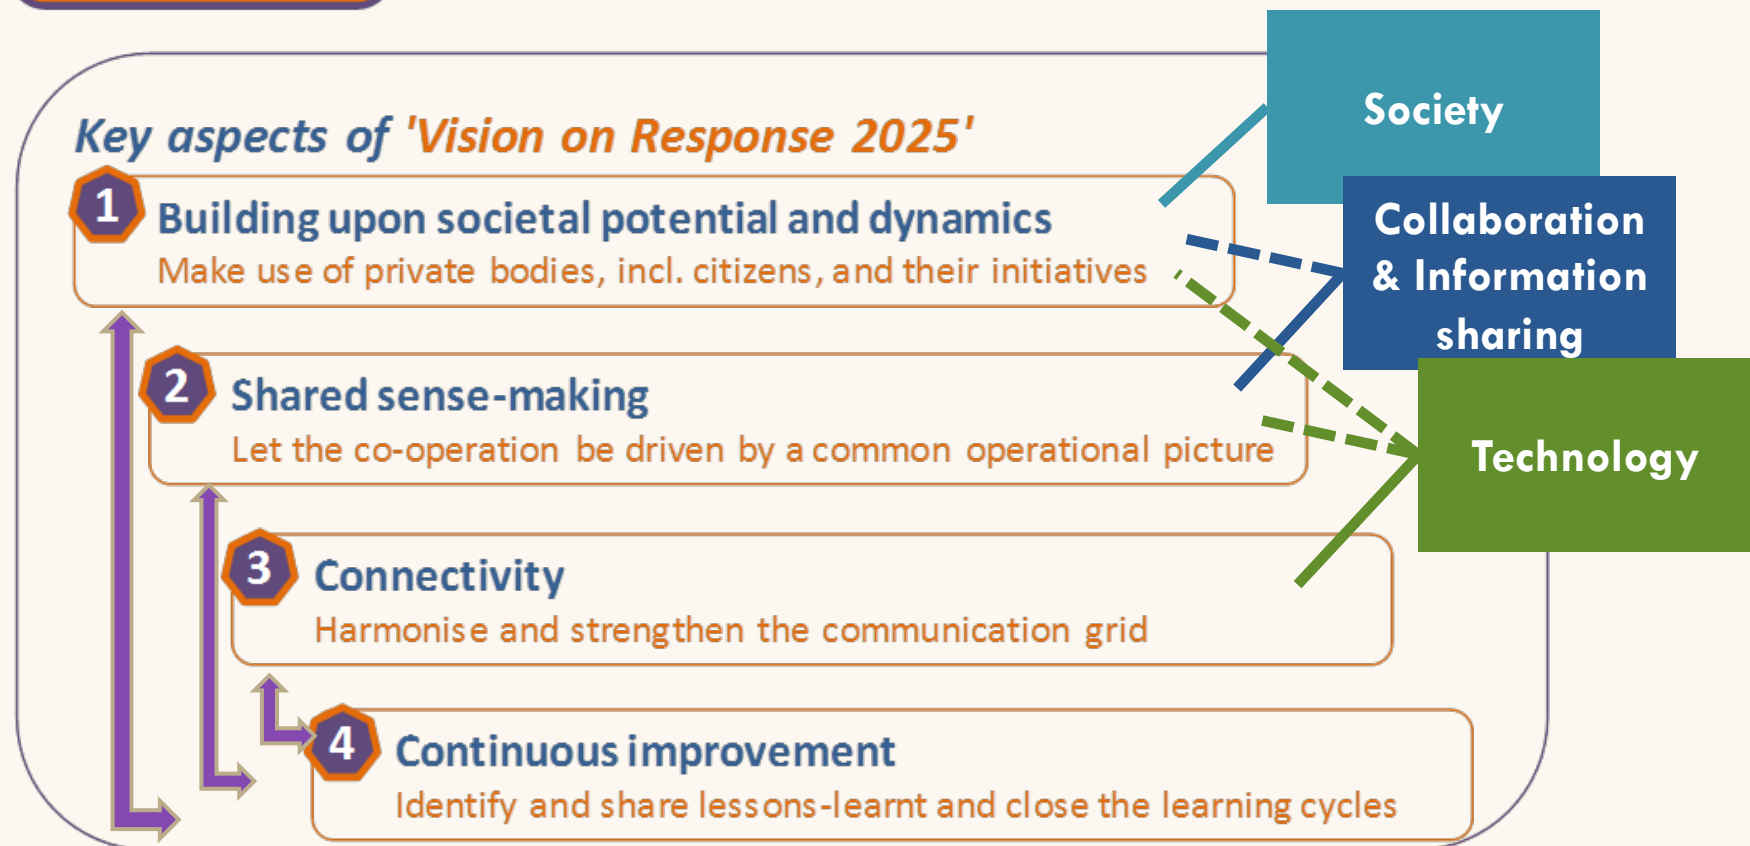 Key aspects of 'Vision on Response 2025'
1
Building upon societal potential and dynamics
Make use of private bodies, incl. citizens, and their initiatives
2
Shared sense-making
Let the co-operation be driven by a common operational picture
3
Connectivity
Harmonise and strengthen the communication grid
4
Continuous improvement
Identify and share lessons-learnt and close the learning cycles
Society
Collaboration
& Information
sharing
Technology